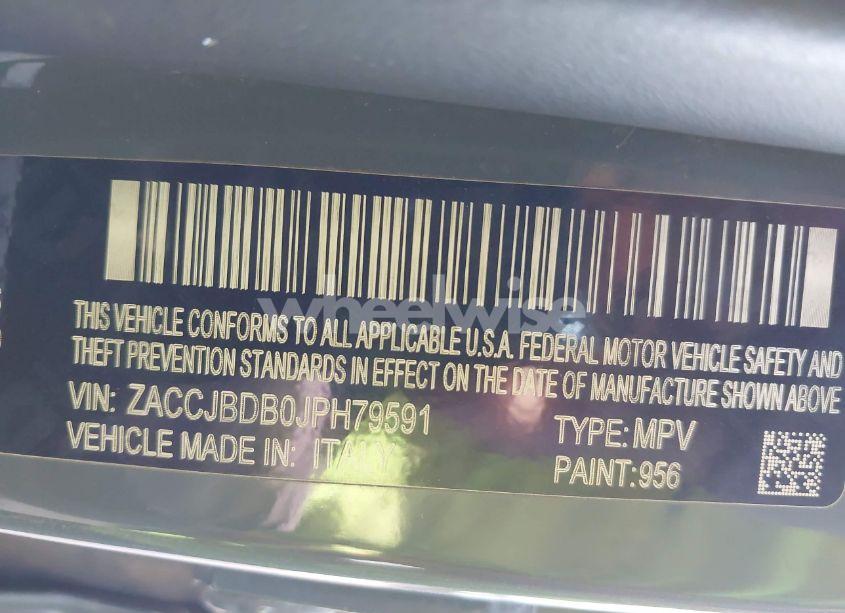 THIS VEHICLE CONFORMS TO ALL APPLICABLE U.S.A. FEDERAL MOTOR VEHICLE SAFETY AND
THEFT PREVENTION STANDARDS IN EFFECT ON THE DATE OF MANUFACTURE SHOWN ABOVE
VIN: ZACCJBDB0JPH79591
TYPE: MPV
VEHICLE MADE IN: ITALY
PAINT:956
wheelwise